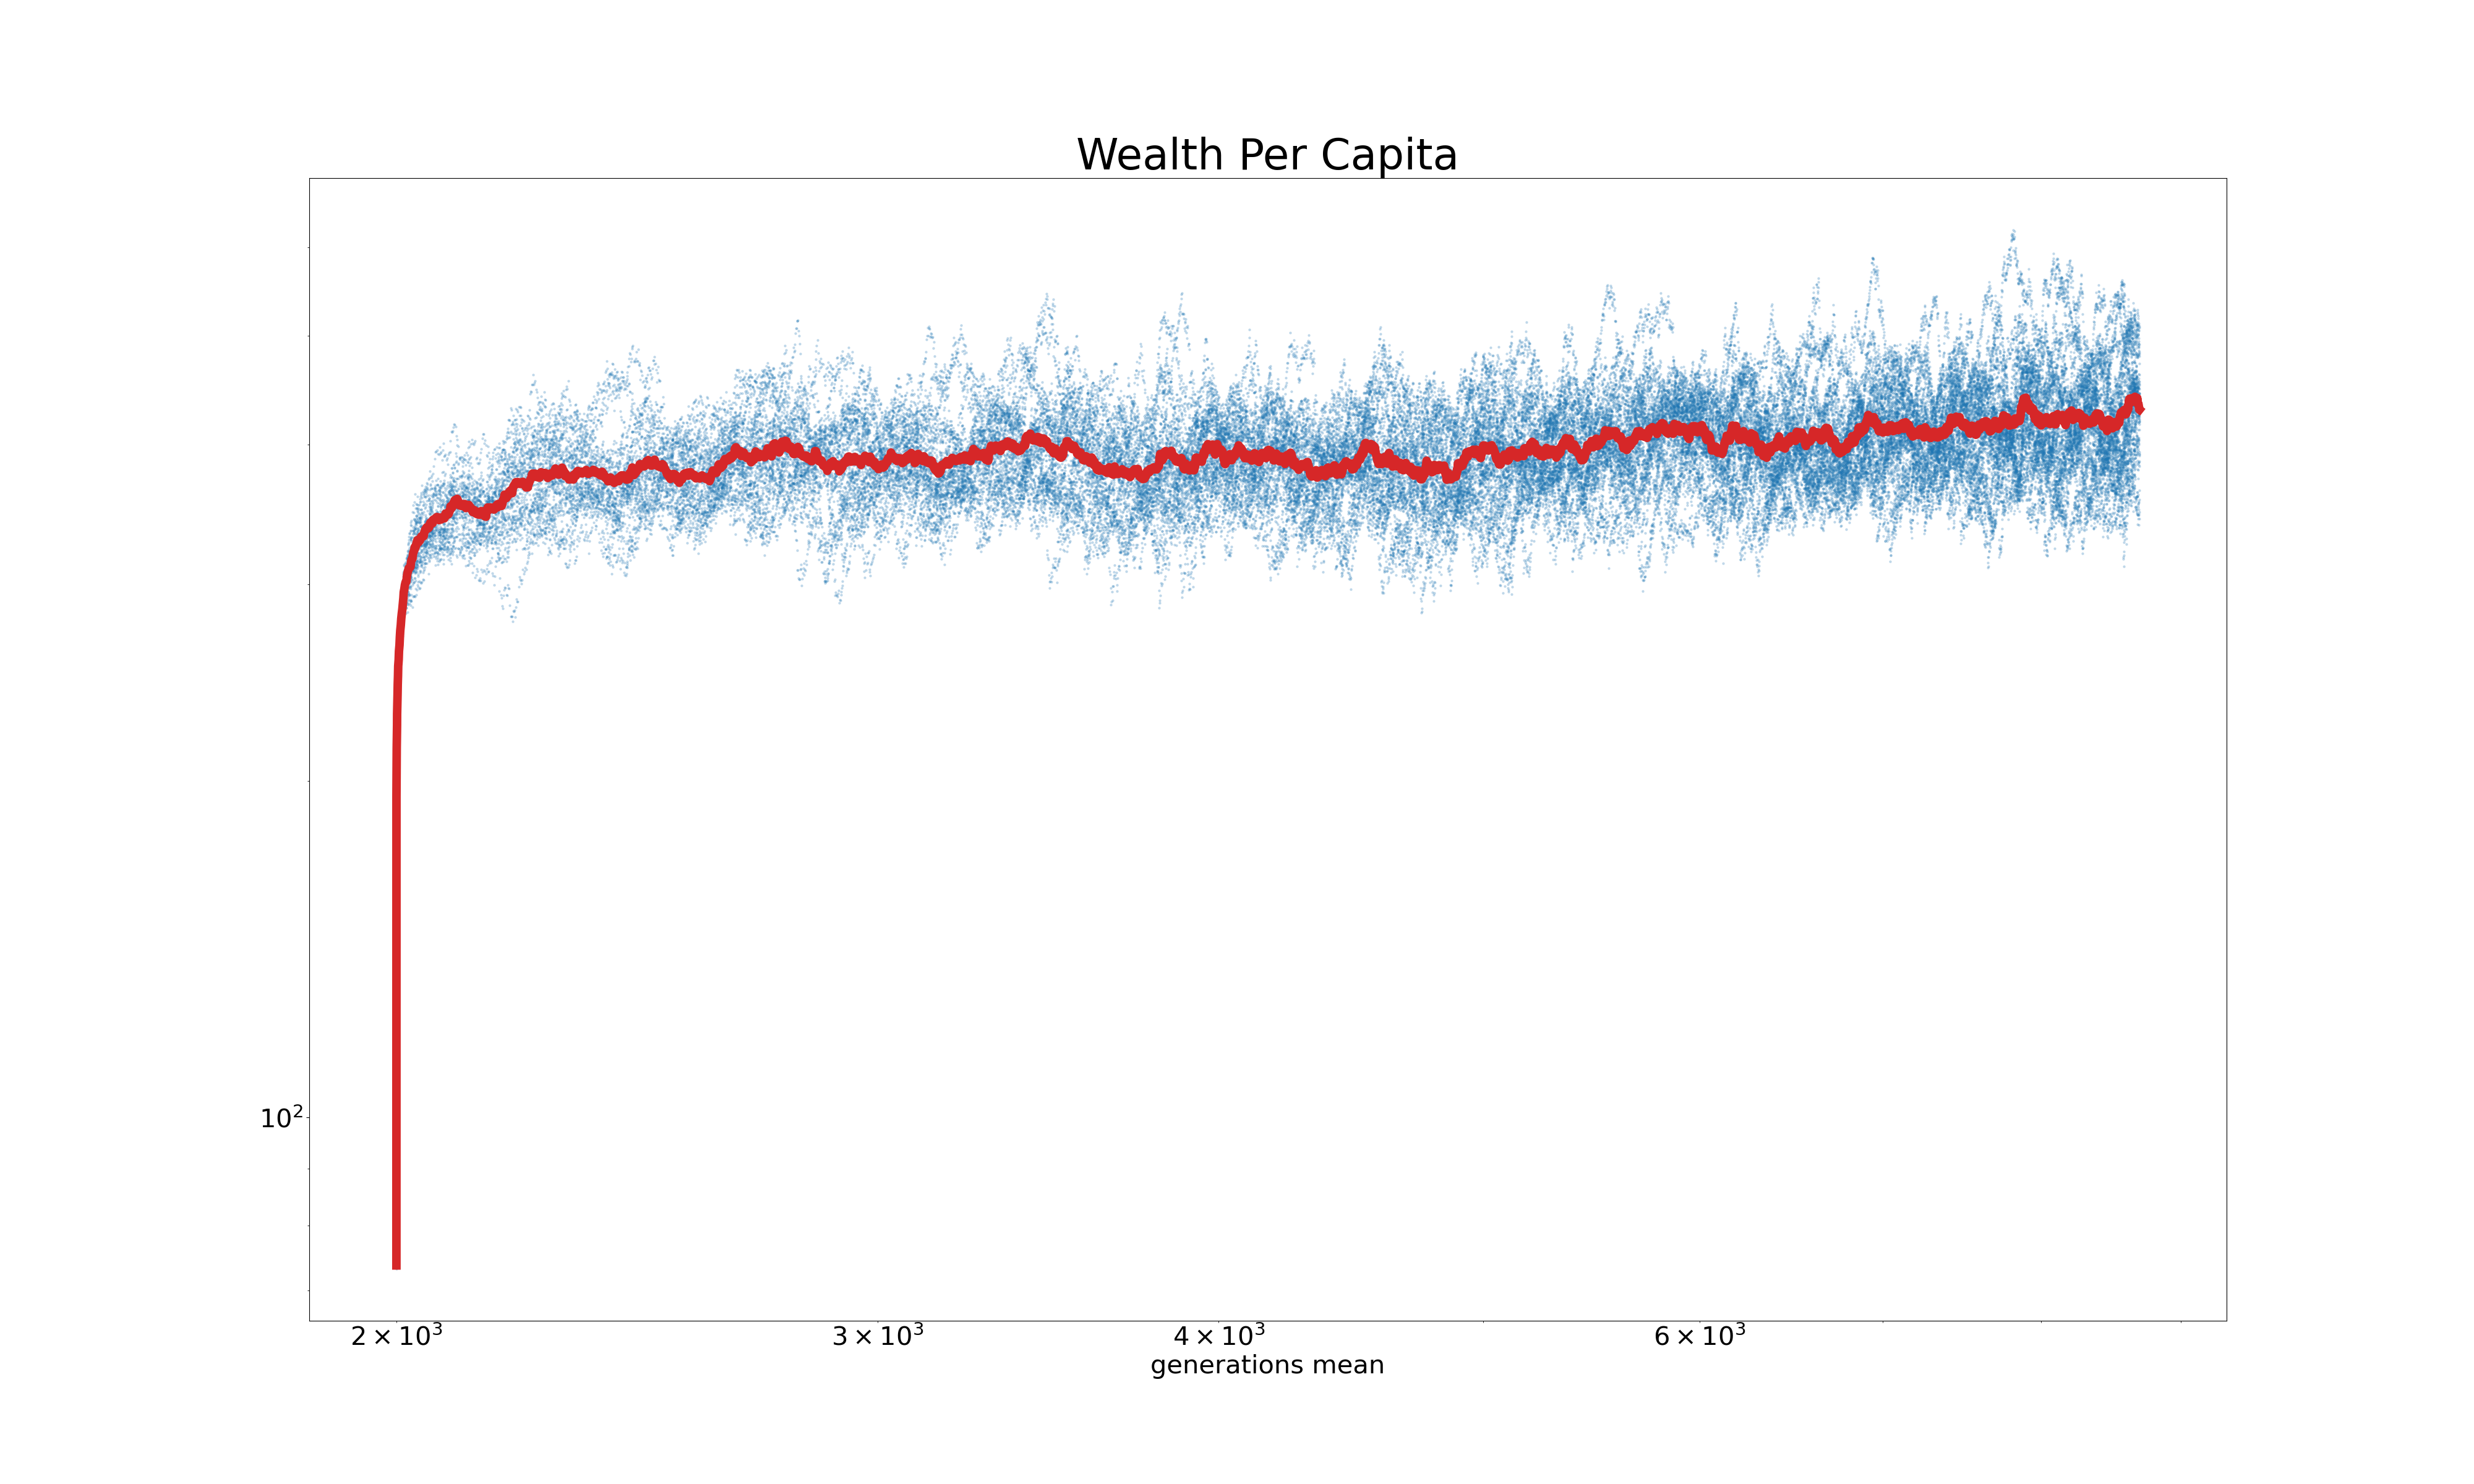 Wealth Per Capita
10²
2 × 10³ 3 × 10³ 4 × 10³ 6 × 10³
generations mean